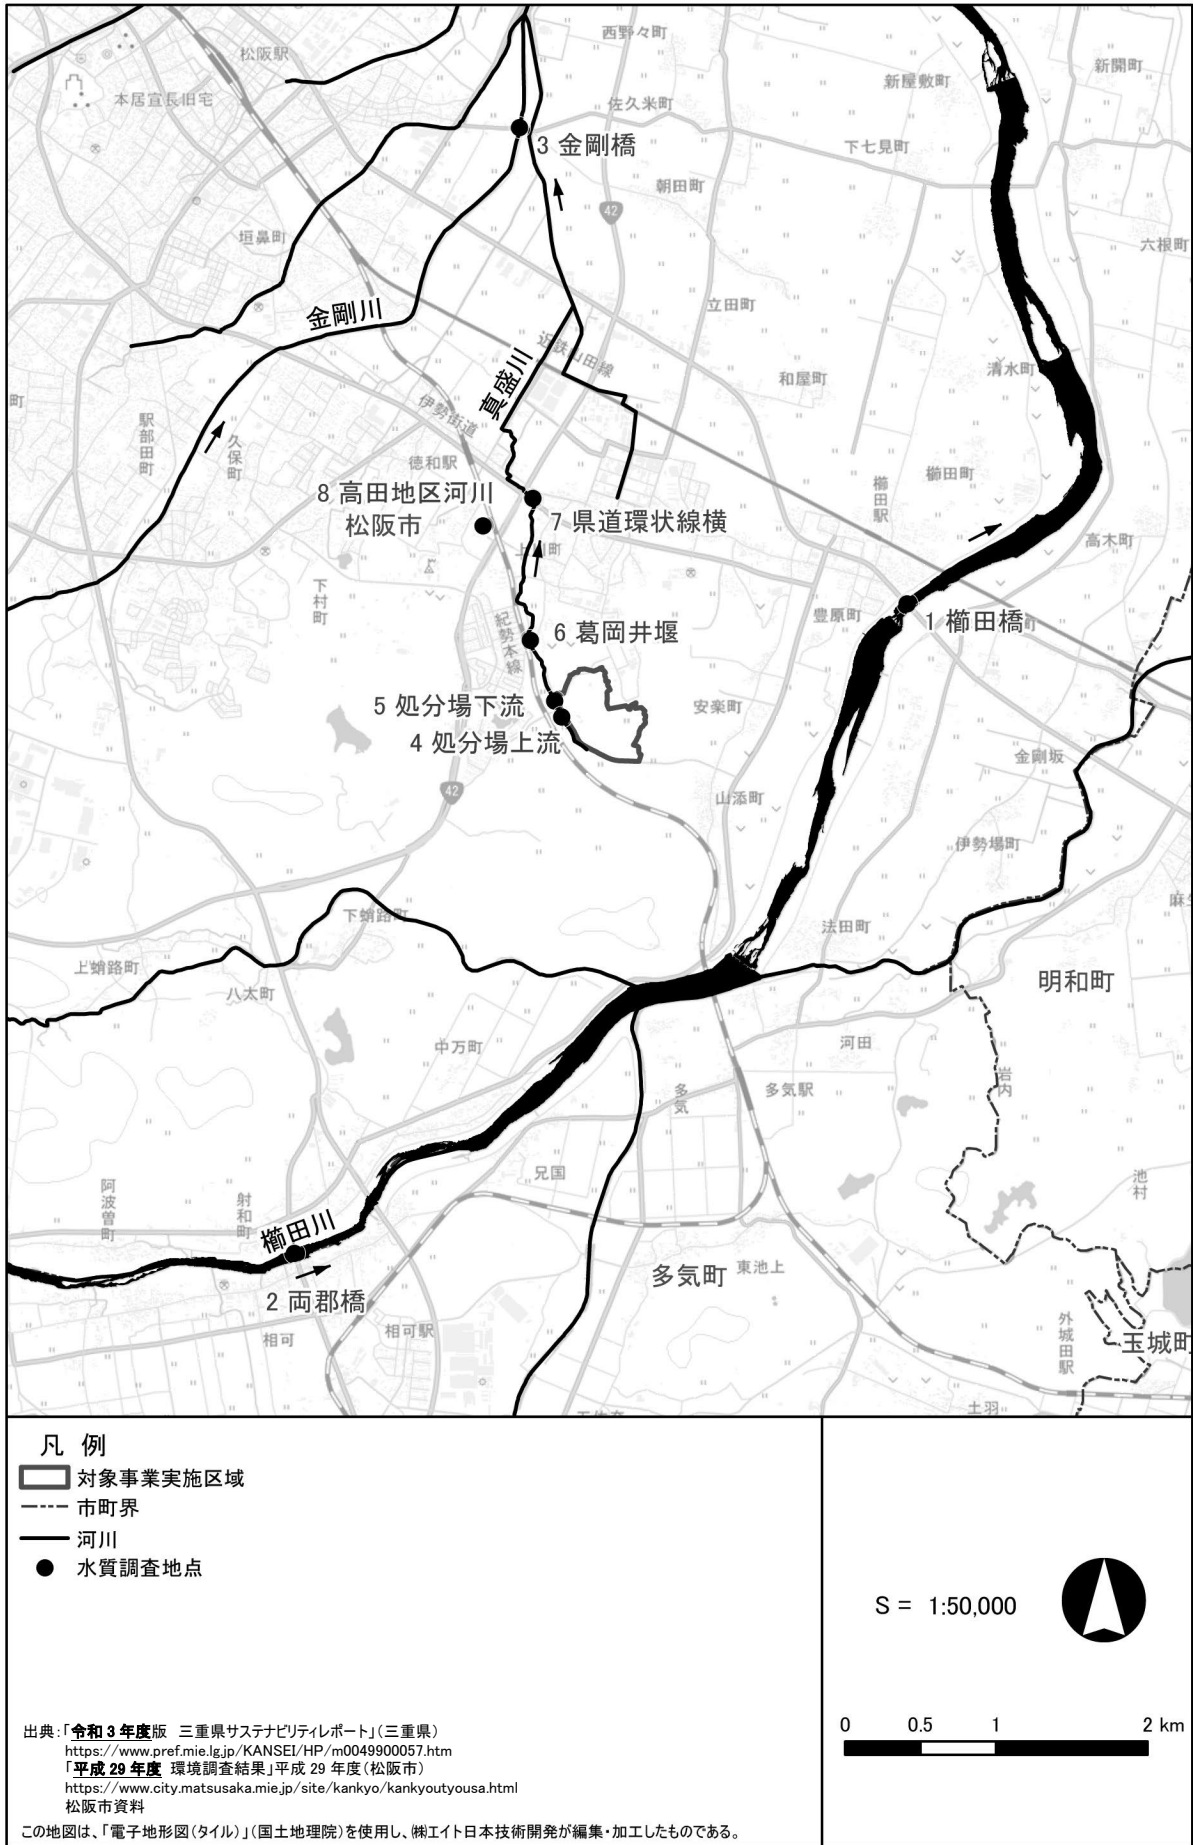 松阪駅
西野々町
新屋敷町
新開町
本居宣長旧宅
佐久米町
下七見町
3 金剛橋
朝田町
42
垣鼻町
六根町
立田町
金剛川
近鉄山田線
清水町
真盛川
和屋町
伊勢街道
町
駅部田町
久保町
徳和駅
櫛田町
櫛田駅
8 高田地区河川
松阪市
7 県道環状線横
上川町
高木町
下村町
紀勢本線
6 葛岡井堰
豊原町
1 櫛田橋
町
5 処分場下流
安楽町
4 処分場上流
金剛坂
42
山添町
伊勢場町
下蛸路町
法田町
上蛸路町
明和町
八太町
中万町
河田
岩内
多気
多気駅
兄国
池村
阿波曽町
射和町
櫛田川
多気町
東池上
2 両郡橋
相可
相可駅
外城田駅
玉城町
土羽
凡 例
対象事業実施区域
市町界
河川
水質調査地点
S = 1:50,000
0 0.5 1 2 km
出典：「令和３年度版 三重県サステナビリティレポート」（三重県）
https://www.pref.mie.lg.jp/KANSEI/HP/m0049900057.htm
「平成 29 年度 環境調査結果」平成 29 年度（松阪市）
https://www.city.matsusaka.mie.jp/site/kankyo/kankyoutyousa.html
松阪市資料
この地図は、「電子地形図（タイル）」（国土地理院）を使用し、㈱エイト日本技術開発が編集・加工したものである。